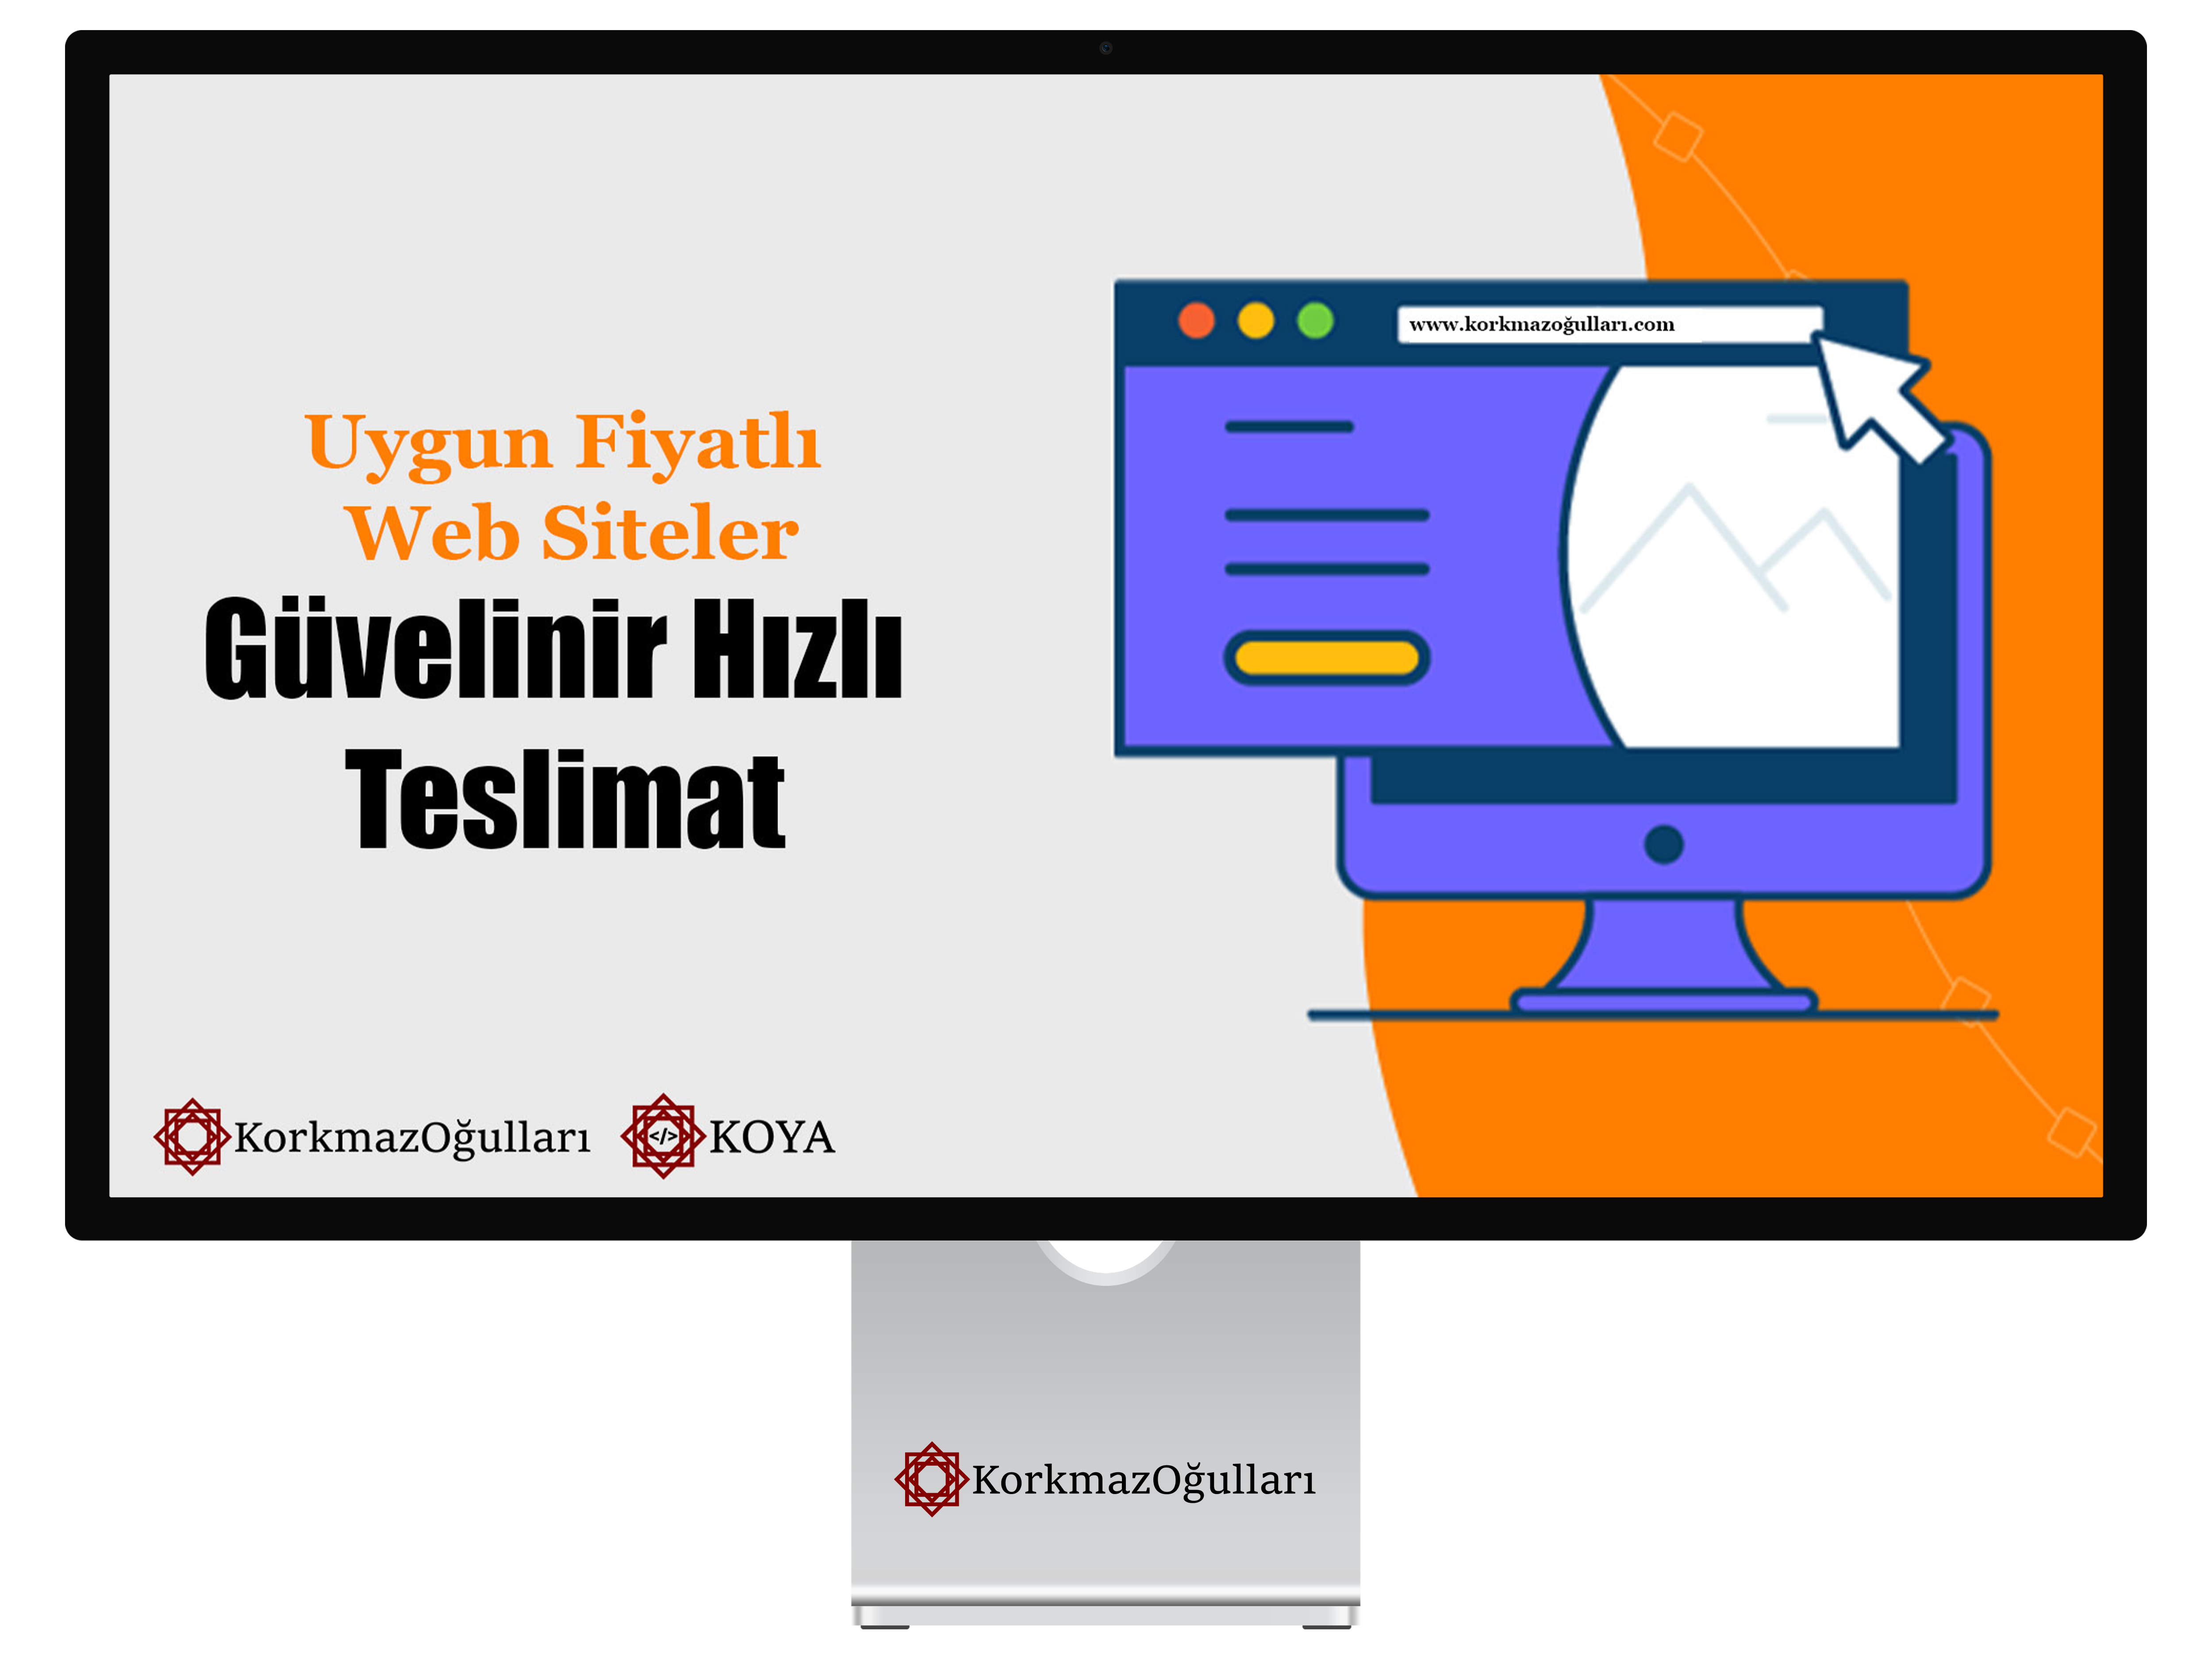 www.korkmazoğulları.com
Uygun Fiyatlı
Web Siteler
Güvelinir Hızlı
Teslimat
KorkmazOğulları
</> KOYA
KorkmazOğulları